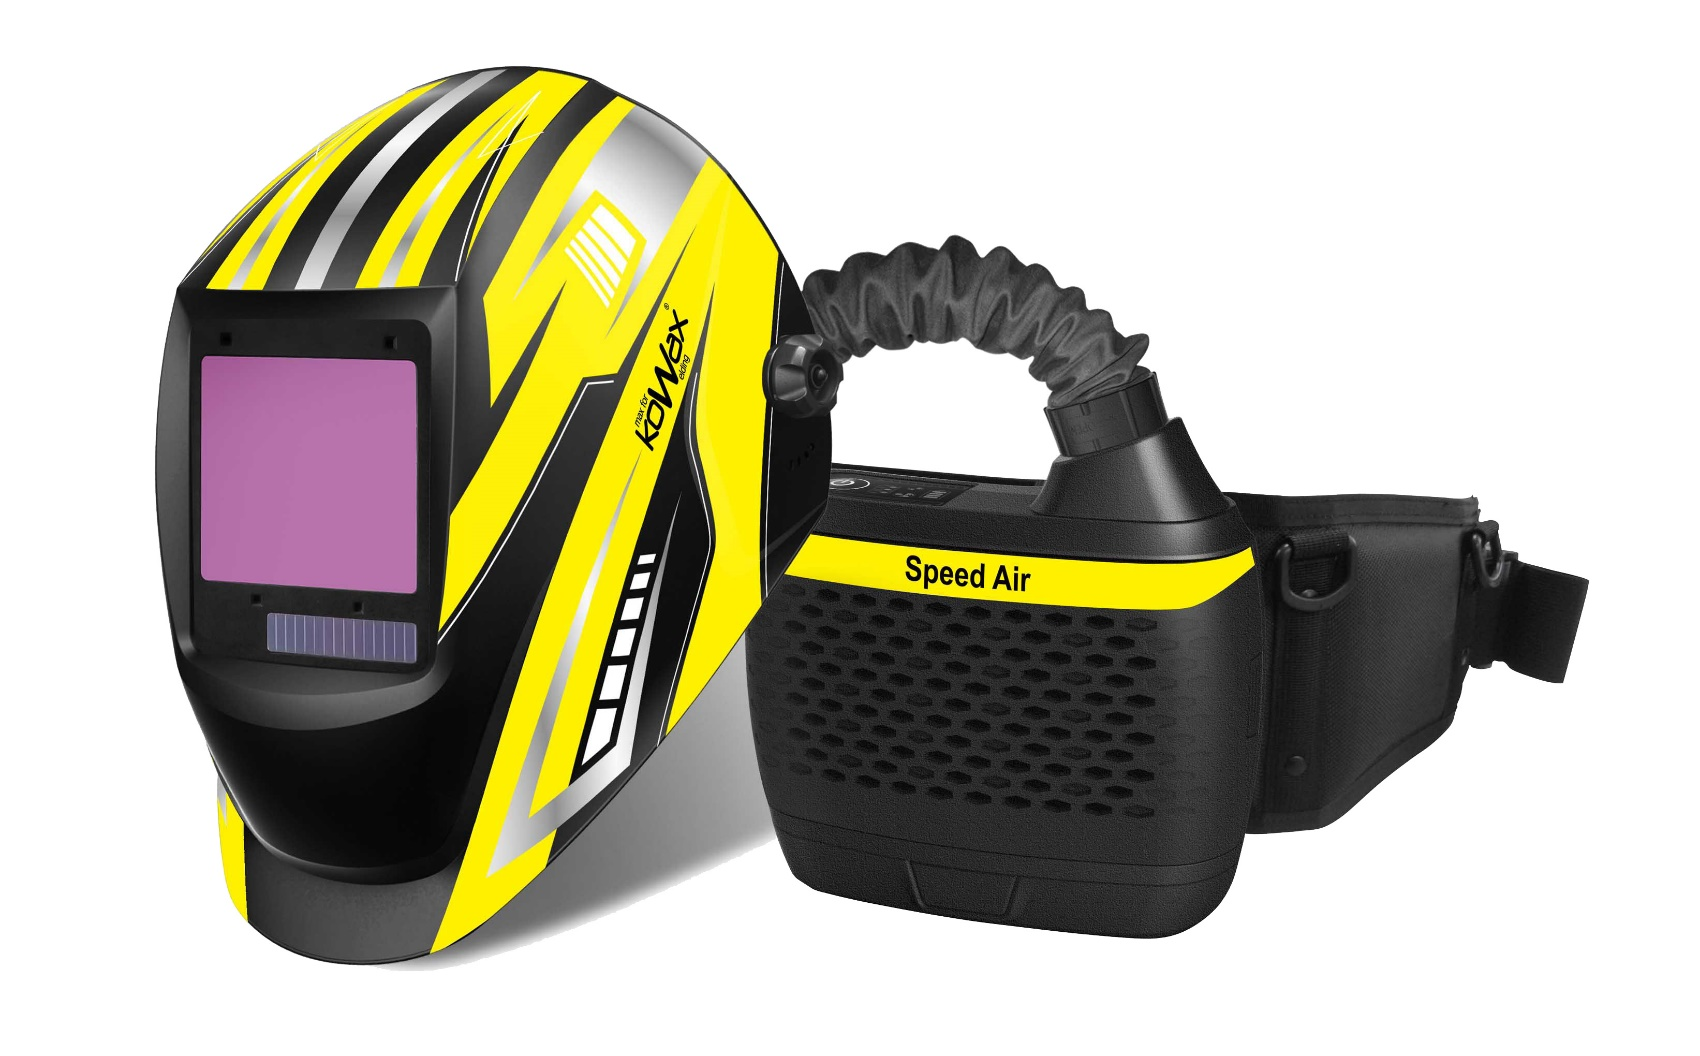 max for
kowax®
elding
Speed Air